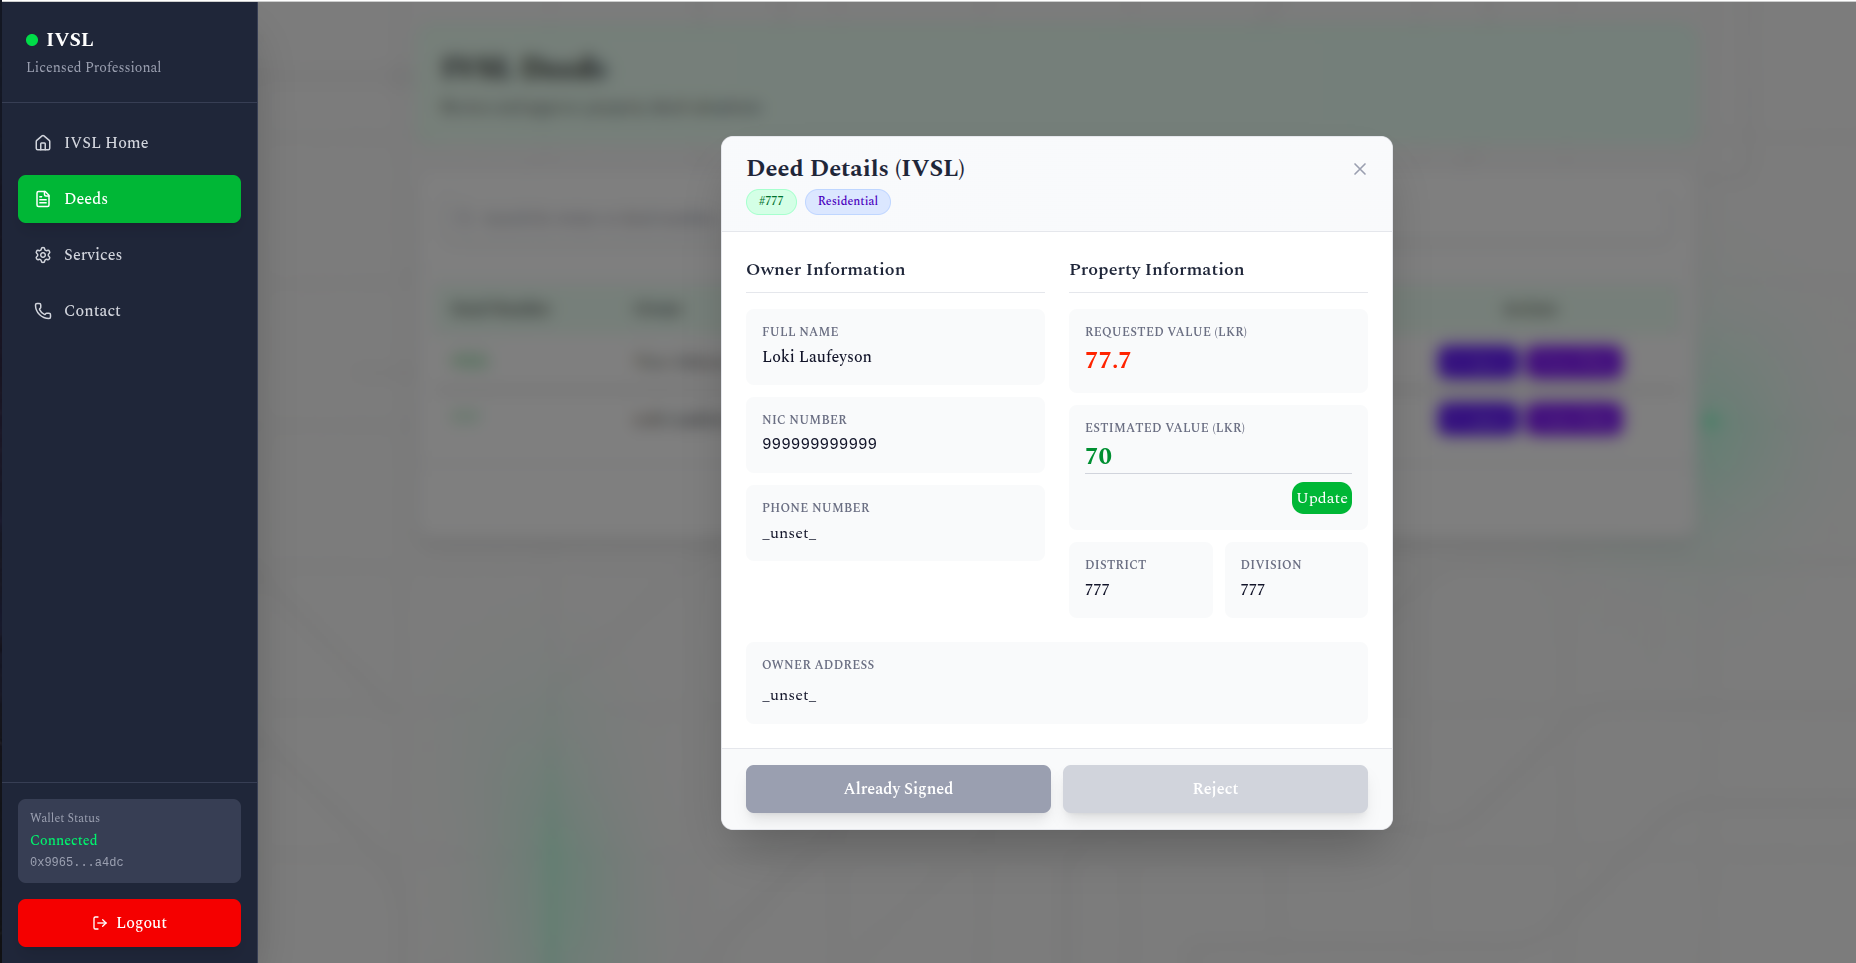 IVSL
Licensed Professional
IVSL Home
Deeds
Services
Contact
Wallet Status
Connected
0x9965...a4dc
Logout
Deed Details (IVSL)
#777
Residential
Owner Information
FULL NAME
Loki Laufeyson
NIC NUMBER
999999999999
PHONE NUMBER
_unset_
Property Information
REQUESTED VALUE (LKR)
77.7
ESTIMATED VALUE (LKR)
70
Update
DISTRICT
777
DIVISION
777
OWNER ADDRESS
_unset_
Already Signed
Reject